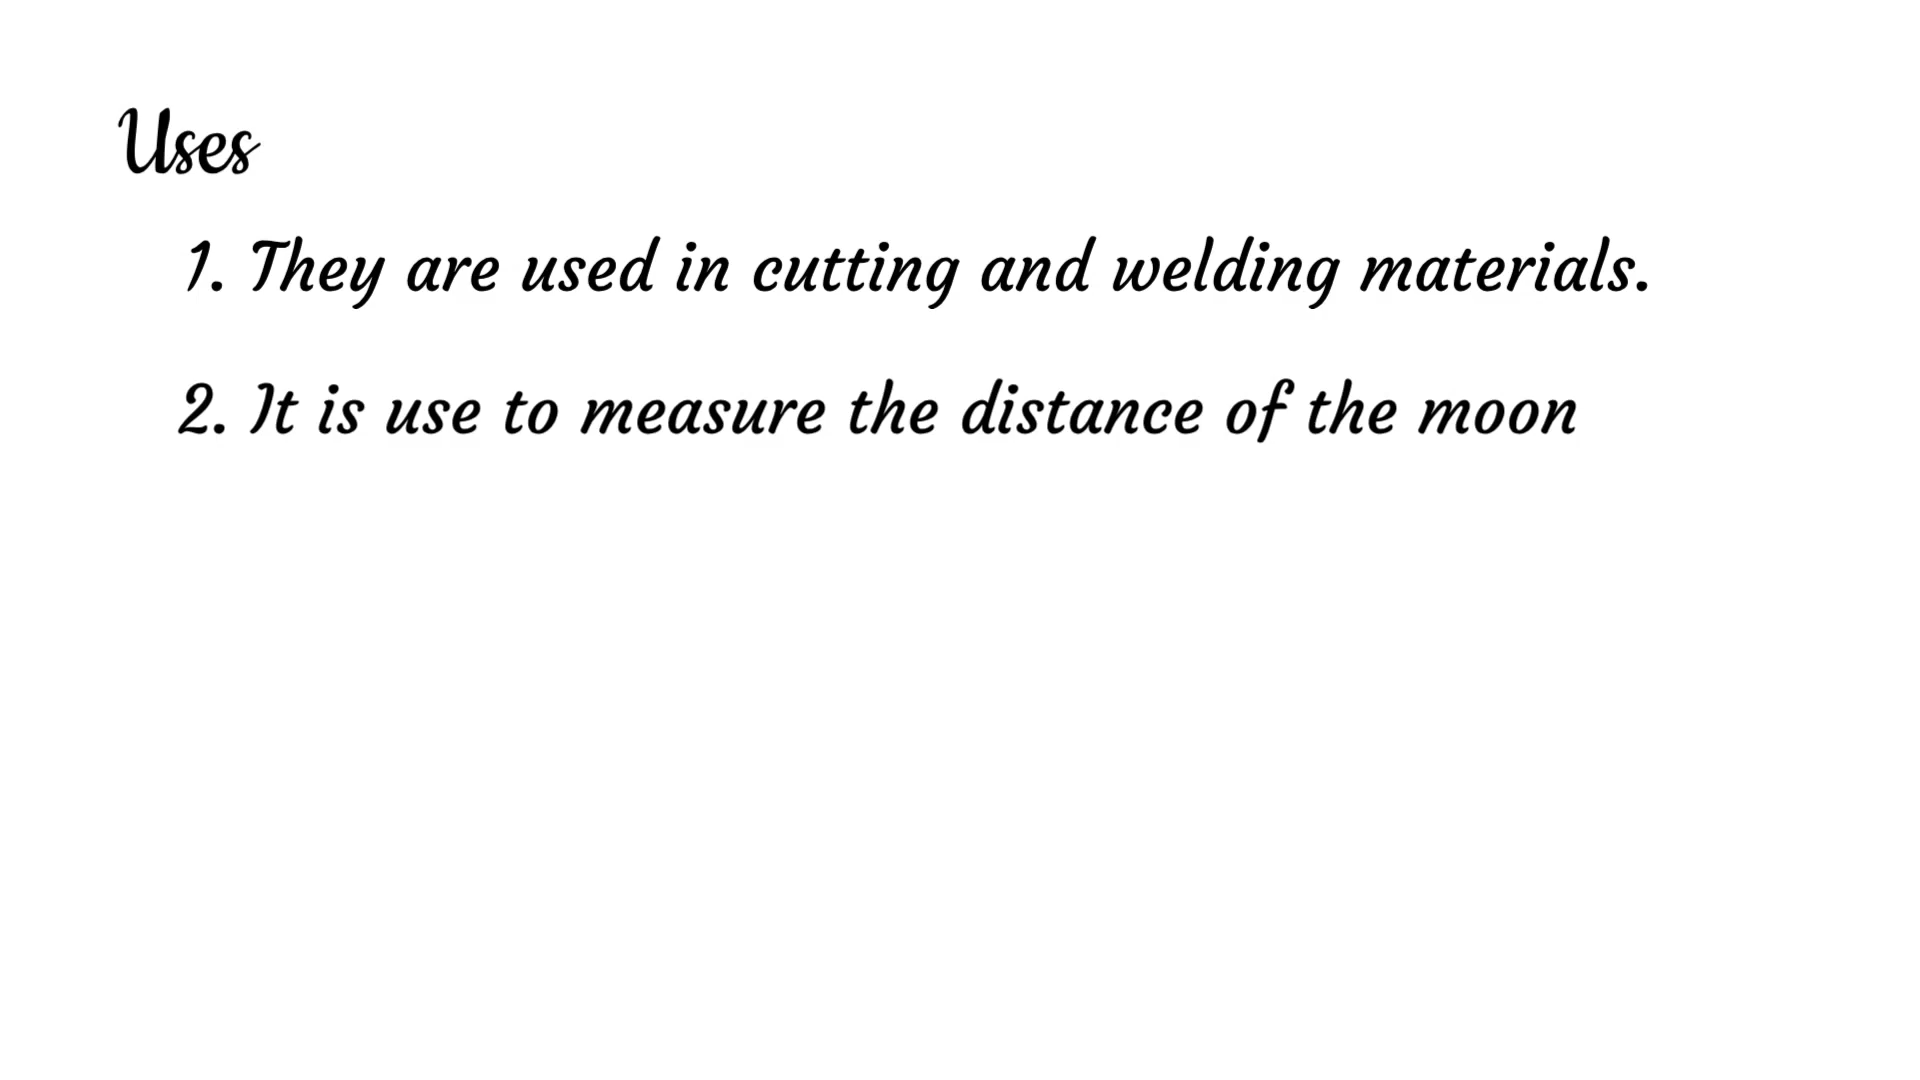 Uses
1. They are used in cutting and welding materials.
2. It is use to measure the distance of the moon